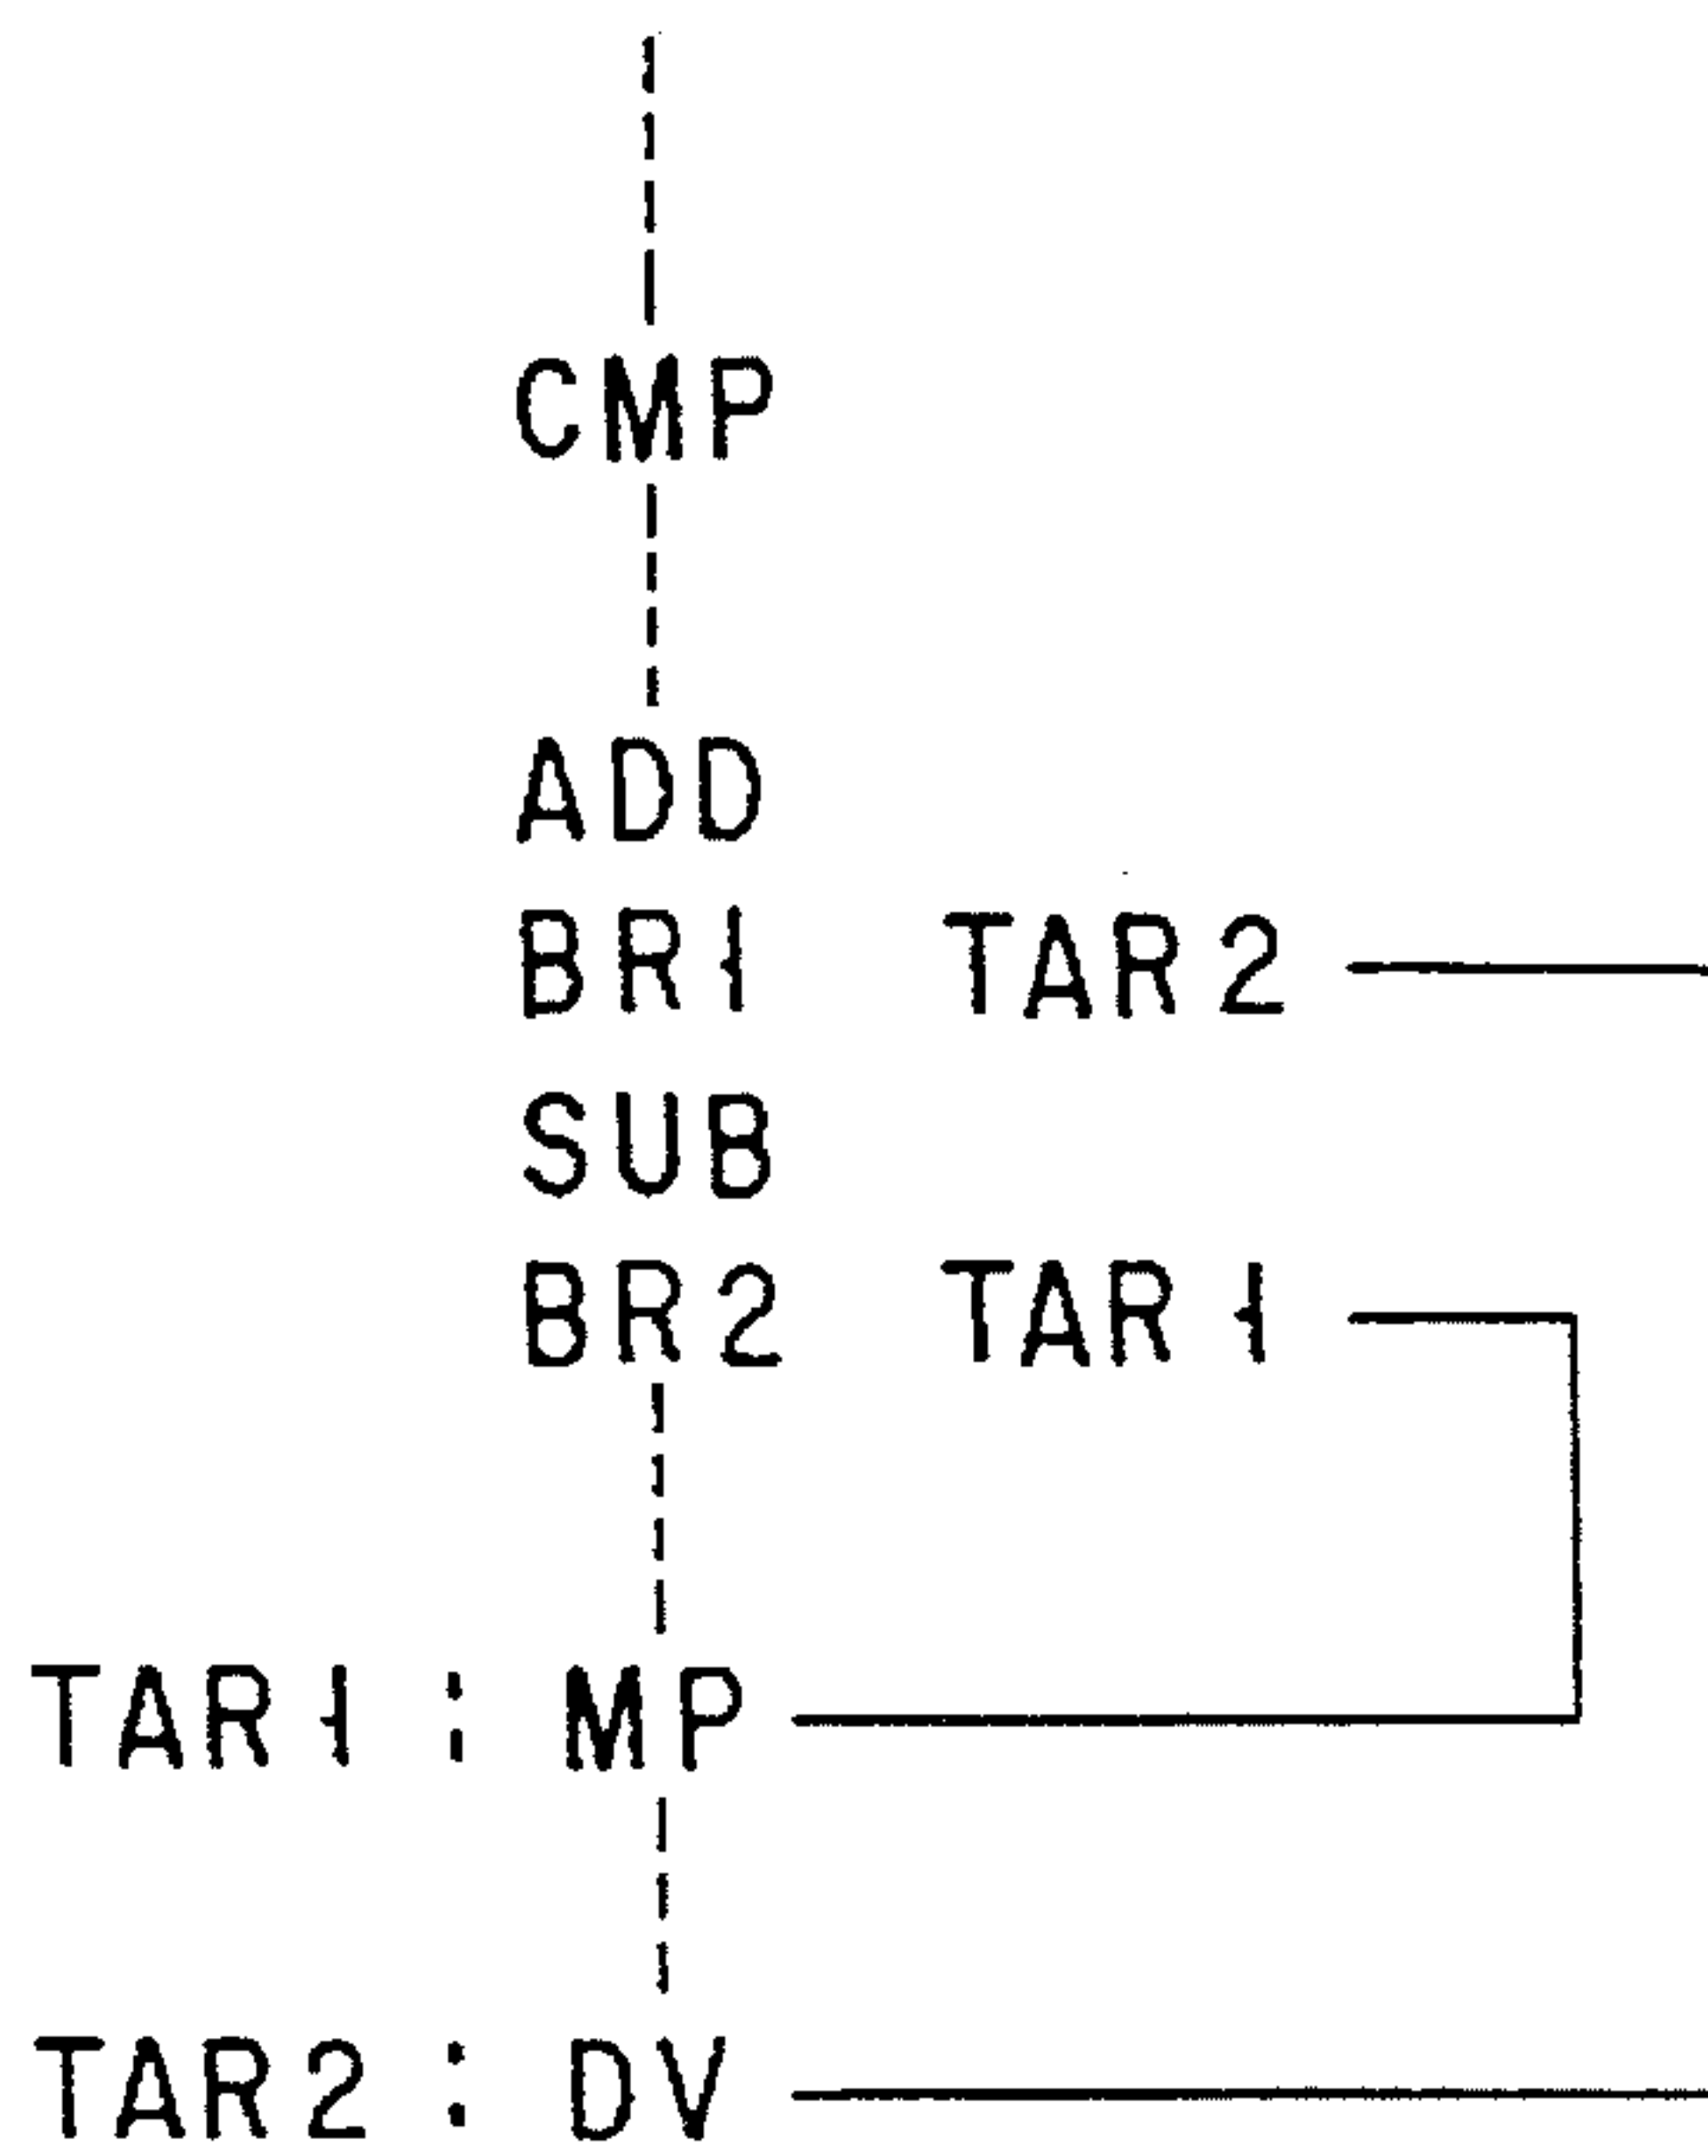 CMP
ADD
BR1 TAR2
SUB
BR2 TAR1
TAR1 : MP
TAR2 : DV